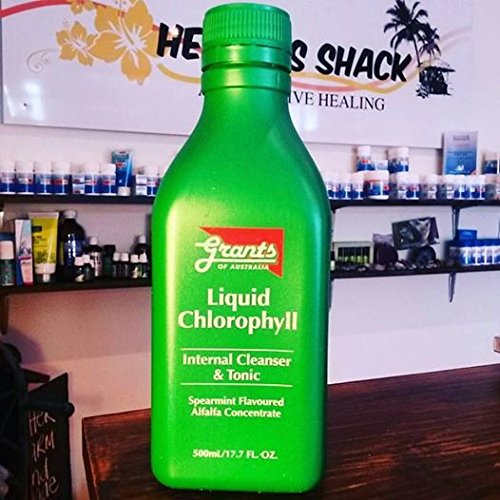 SHACK
VE HEALING
grants
OF AUSTRALIA
Liquid
Chlorophyll
Internal Cleanser
& Tonic
Spearmint Flavoured
Alfalfa Concentrate
500mL/17.7 FL. OZ.